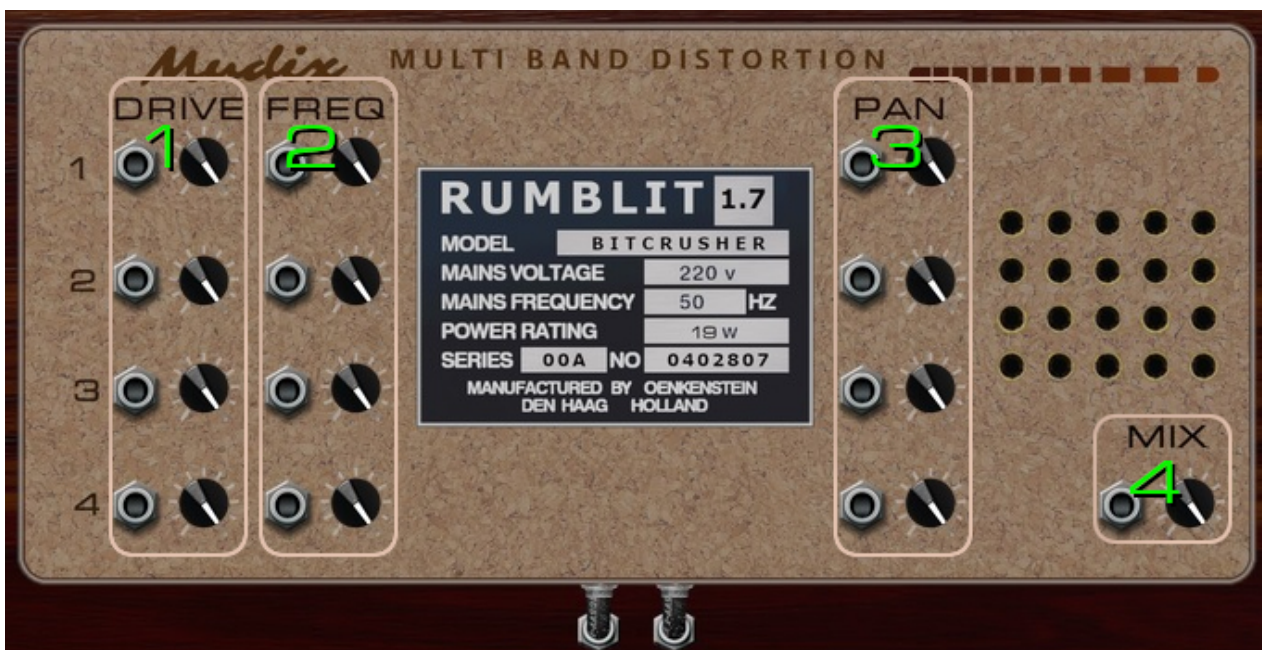 Mudix MULTI BAND DISTORTION
DRIVE FREQ PAN
1 2 3
1
RUMBLIT 1.7
MODEL BITCRUSHER
2
MAINS VOLTAGE 220 v
MAINS FREQUENCY 50 HZ
POWER RATING 19 W
SERIES 00A NO 0402807
3
MANUFACTURED BY OENKENSTEIN
DEN HAAG HOLLAND
MIX
4
4